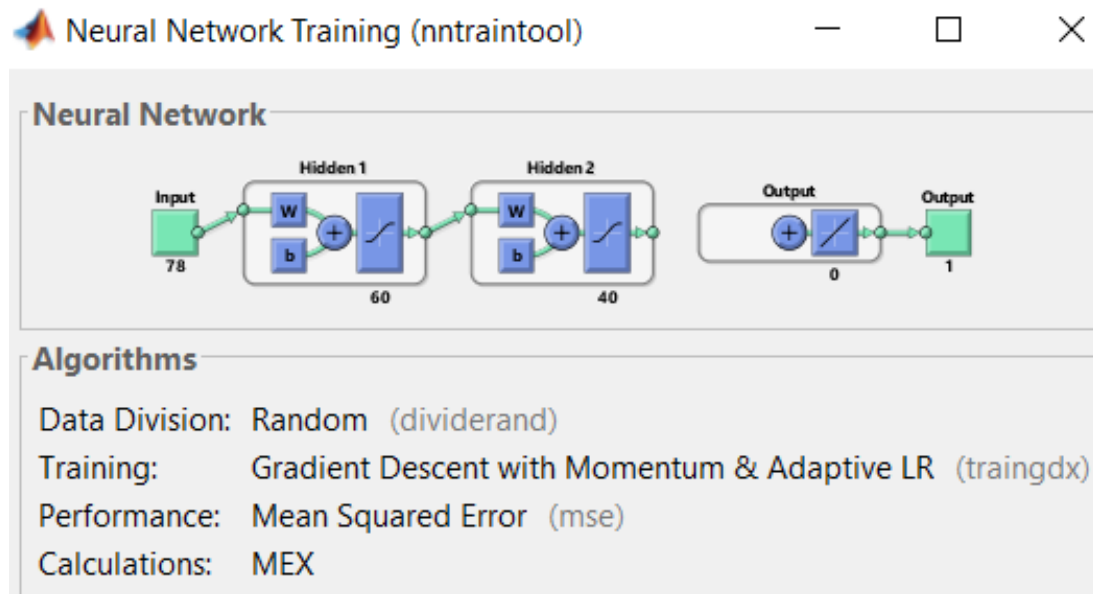 Neural Network Training (nntraintool)
Neural Network
Hidden 1
Hidden 2
Input
Output
Output
W
W
+
+
+
b
b
78
60
40
0
1
Algorithms
Data Division: Random (dividerand)
Training: Gradient Descent with Momentum & Adaptive LR (traingdx)
Performance: Mean Squared Error (mse)
Calculations: MEX